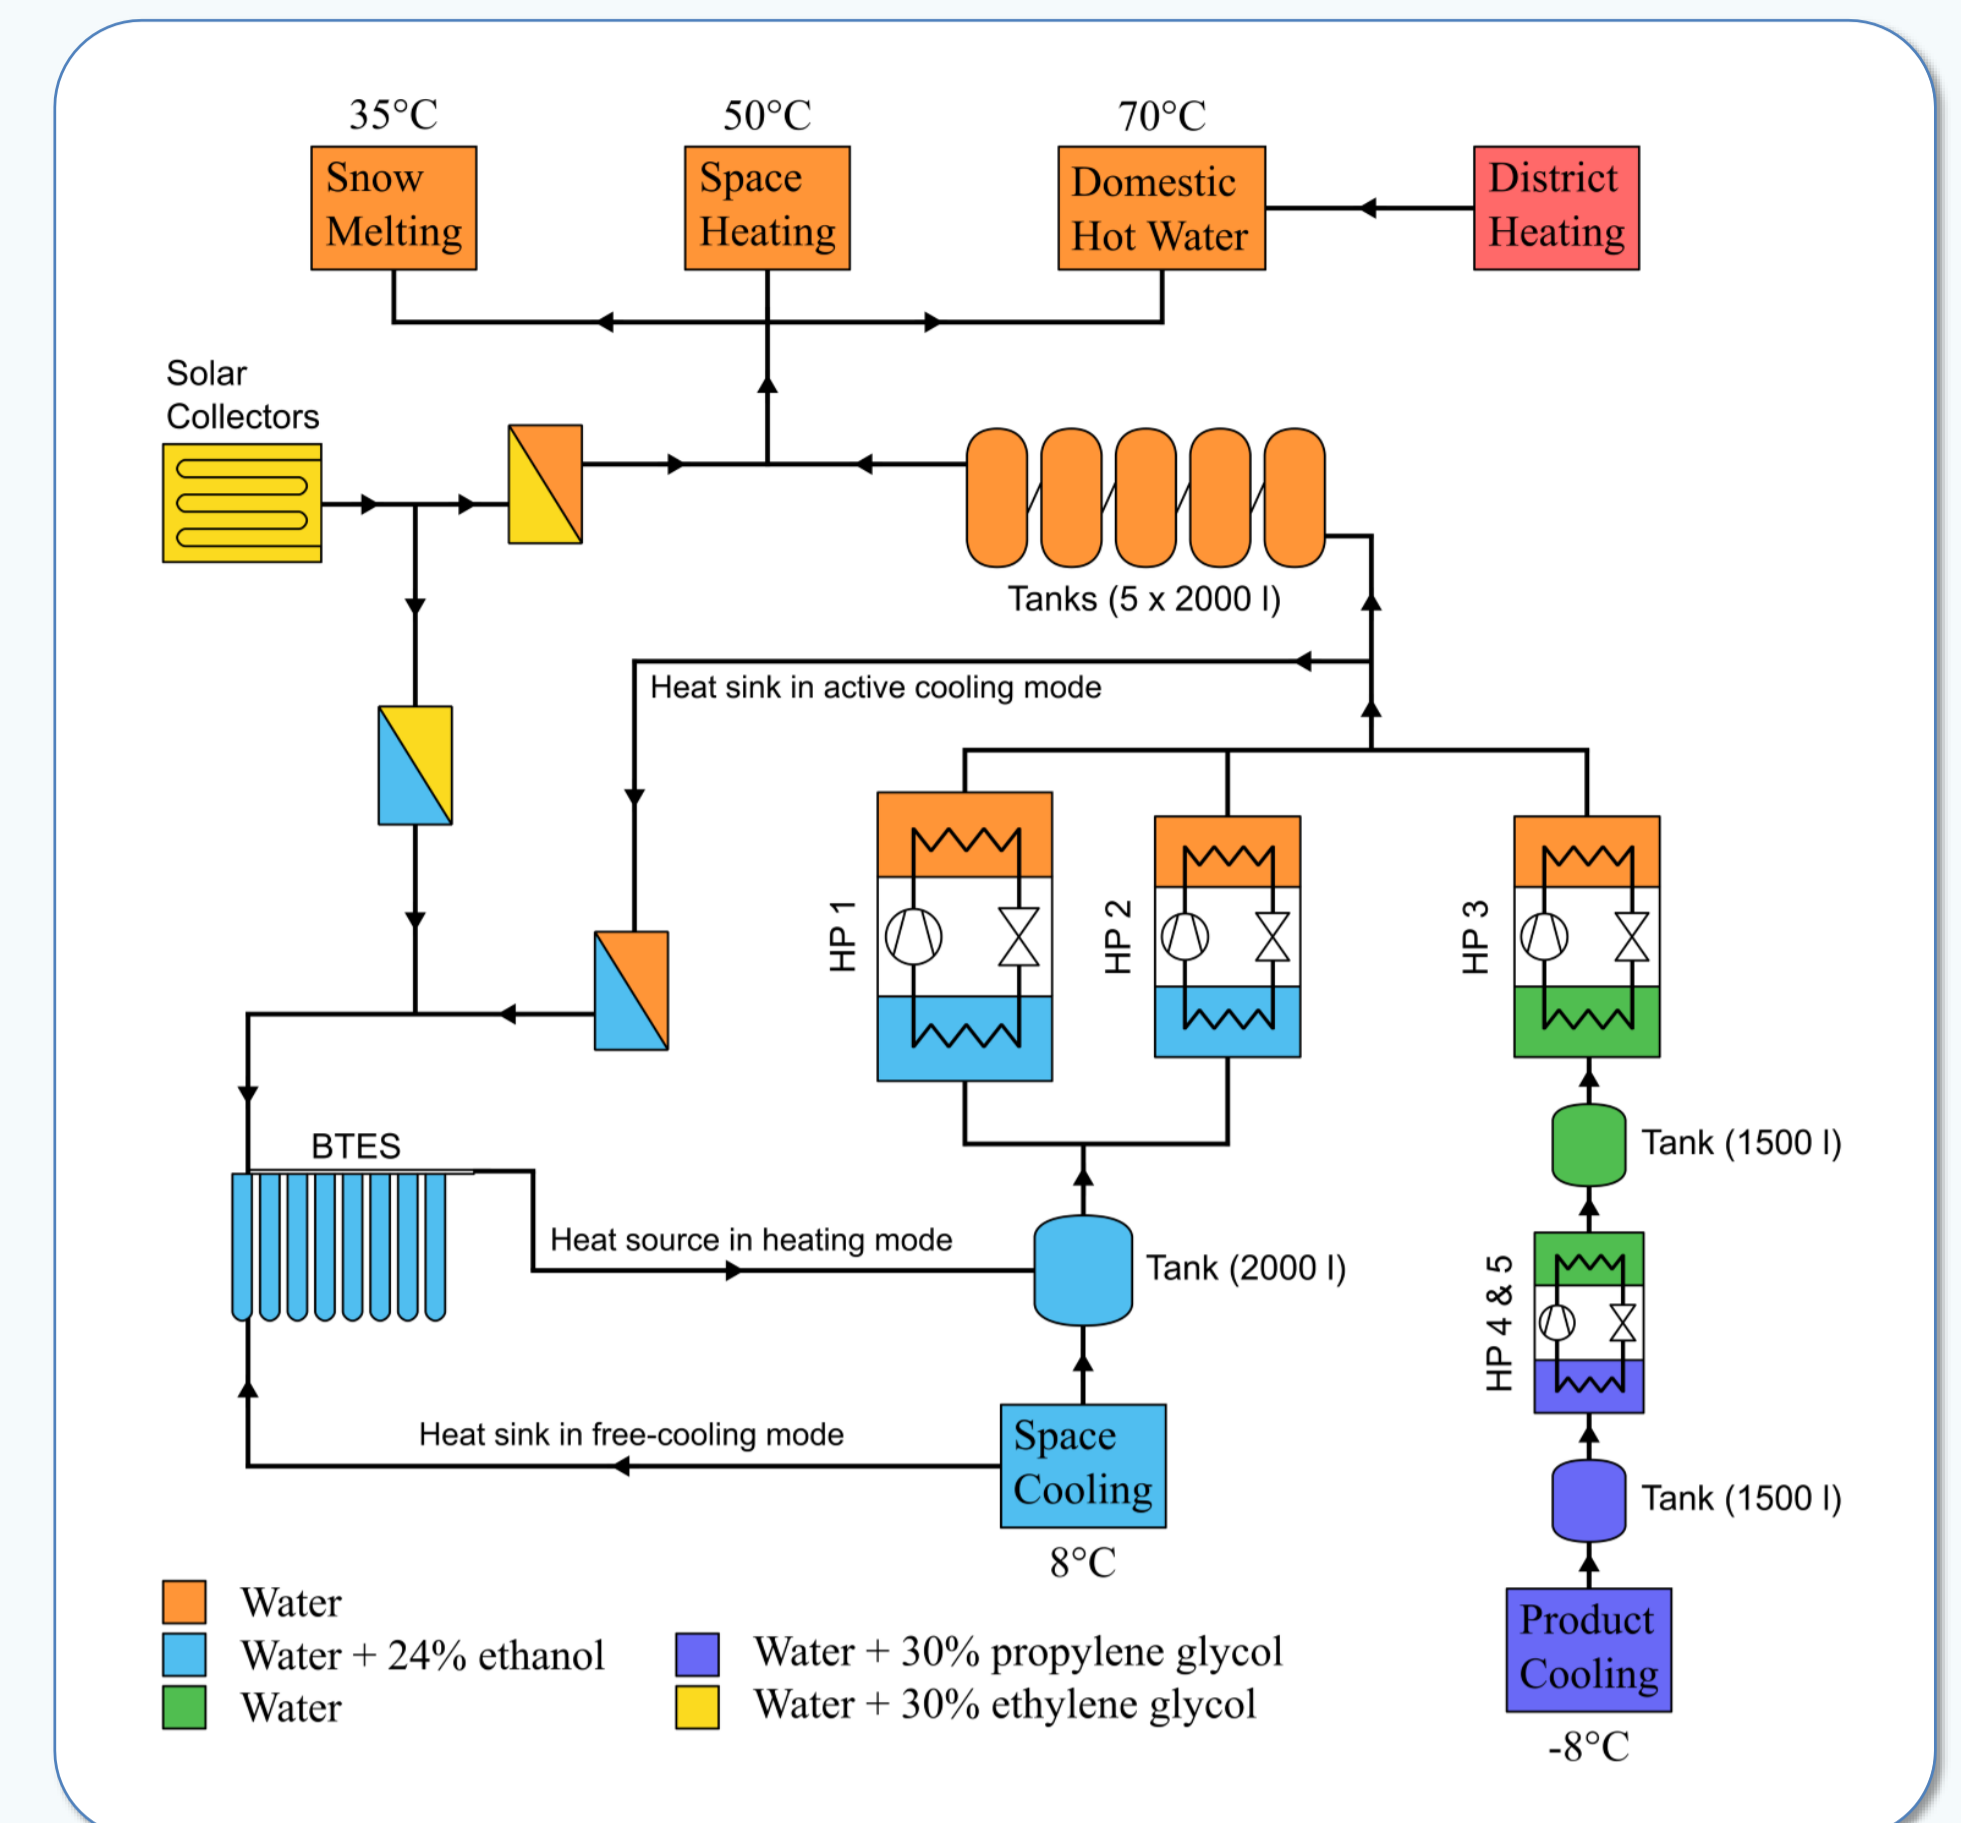 35°C
50°C
70°C
Snow
Melting
Space
Heating
Domestic
Hot Water
District
Heating
Solar
Collectors
Tanks (5 x 2000 l)
Heat sink in active cooling mode
HP 1
HP 2
HP 3
BTES
Tank (1500 l)
Heat source in heating mode
Tank (2000 l)
HP 4 & 5
Heat sink in free-cooling mode
Space
Cooling
8°C
Tank (1500 l)
Product
Cooling
-8°C
Water
Water + 24% ethanol
Water
Water + 30% propylene glycol
Water + 30% ethylene glycol